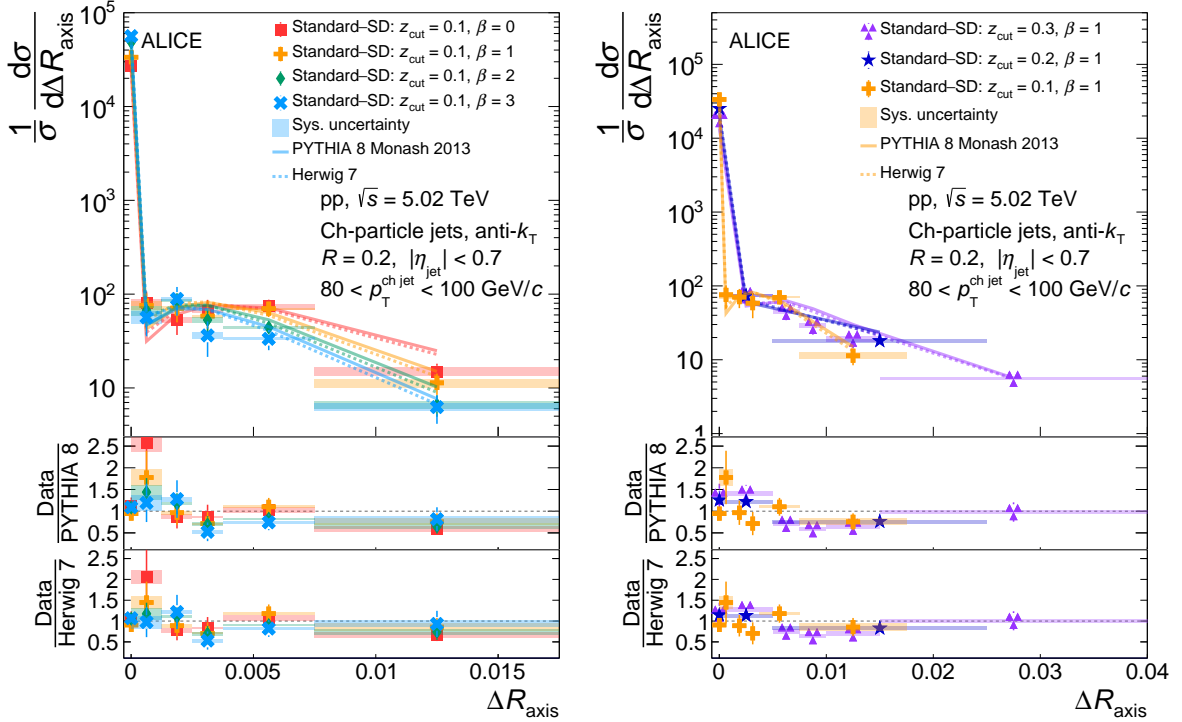 1/σ dσ/dΔR_axis
10^5
10^4
10^3
10^2
10
ALICE
Standard–SD: z_cut = 0.1, β = 0
Standard–SD: z_cut = 0.1, β = 1
Standard–SD: z_cut = 0.1, β = 2
Standard–SD: z_cut = 0.1, β = 3
Sys. uncertainty
PYTHIA 8 Monash 2013
Herwig 7
pp, √s = 5.02 TeV
Ch-particle jets, anti-k_T
R = 0.2, |η_jet| < 0.7
80 < p_T^ch jet < 100 GeV/c
Data
PYTHIA 8
2.5
2
1.5
1
0.5
Data
Herwig 7
2.5
2
1.5
1
0.5
0 0.005 0.01 0.015
ΔR_axis
1/σ dσ/dΔR_axis
10^5
10^4
10^3
10^2
10
1
ALICE
Standard–SD: z_cut = 0.3, β = 1
Standard–SD: z_cut = 0.2, β = 1
Standard–SD: z_cut = 0.1, β = 1
Sys. uncertainty
PYTHIA 8 Monash 2013
Herwig 7
pp, √s = 5.02 TeV
Ch-particle jets, anti-k_T
R = 0.2, |η_jet| < 0.7
80 < p_T^ch jet < 100 GeV/c
Data
PYTHIA 8
2.5
2
1.5
1
0.5
Data
Herwig 7
2.5
2
1.5
1
0.5
0 0.01 0.02 0.03 0.04
ΔR_axis